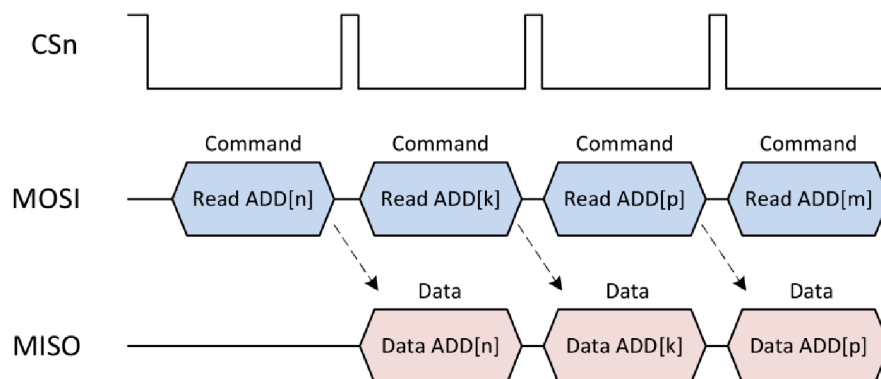 CSn
Command Command Command Command
MOSI Read ADD[n] Read ADD[k] Read ADD[p] Read ADD[m]
Data Data Data
MISO Data ADD[n] Data ADD[k] Data ADD[p]